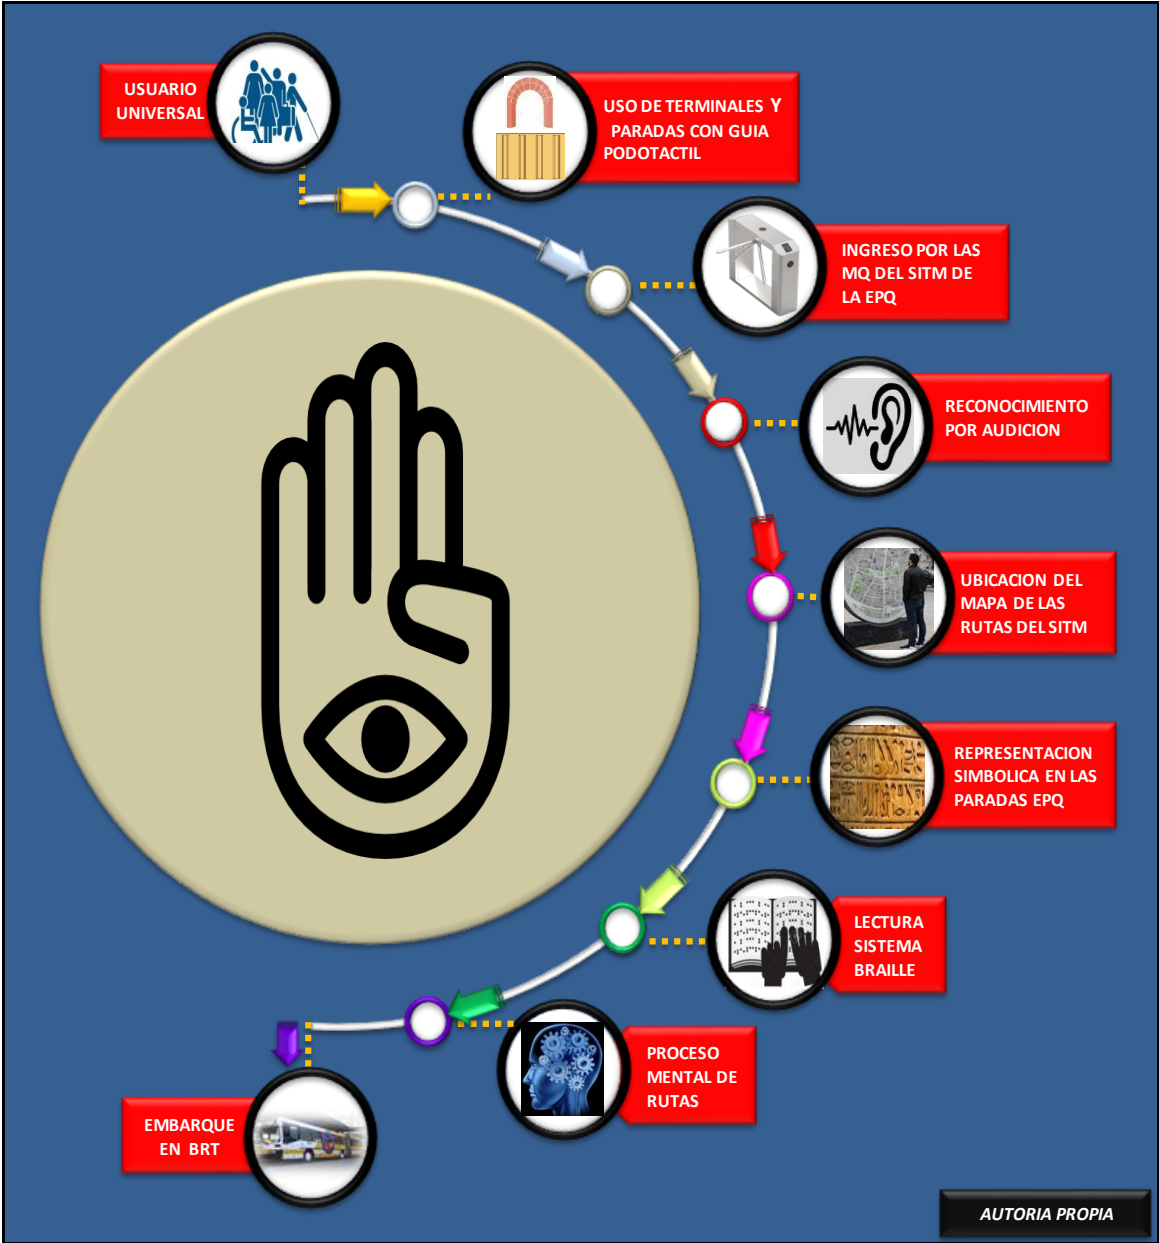 USUARIO
UNIVERSAL
USO DE TERMINALES Y
PARADAS CON GUIA
PODOTACTIL
INGRESO POR LAS
MQ DEL SITM DE
LA EPQ
RECONOCIMIENTO
POR AUDICION
UBICACION DEL
MAPA DE LAS
RUTAS DEL SITM
REPRESENTACION
SIMBOLICA EN LAS
PARADAS EPQ
LECTURA
SISTEMA
BRAILLE
PROCESO
MENTAL DE
RUTAS
EMBARQUE
EN BRT
AUTORIA PROPIA